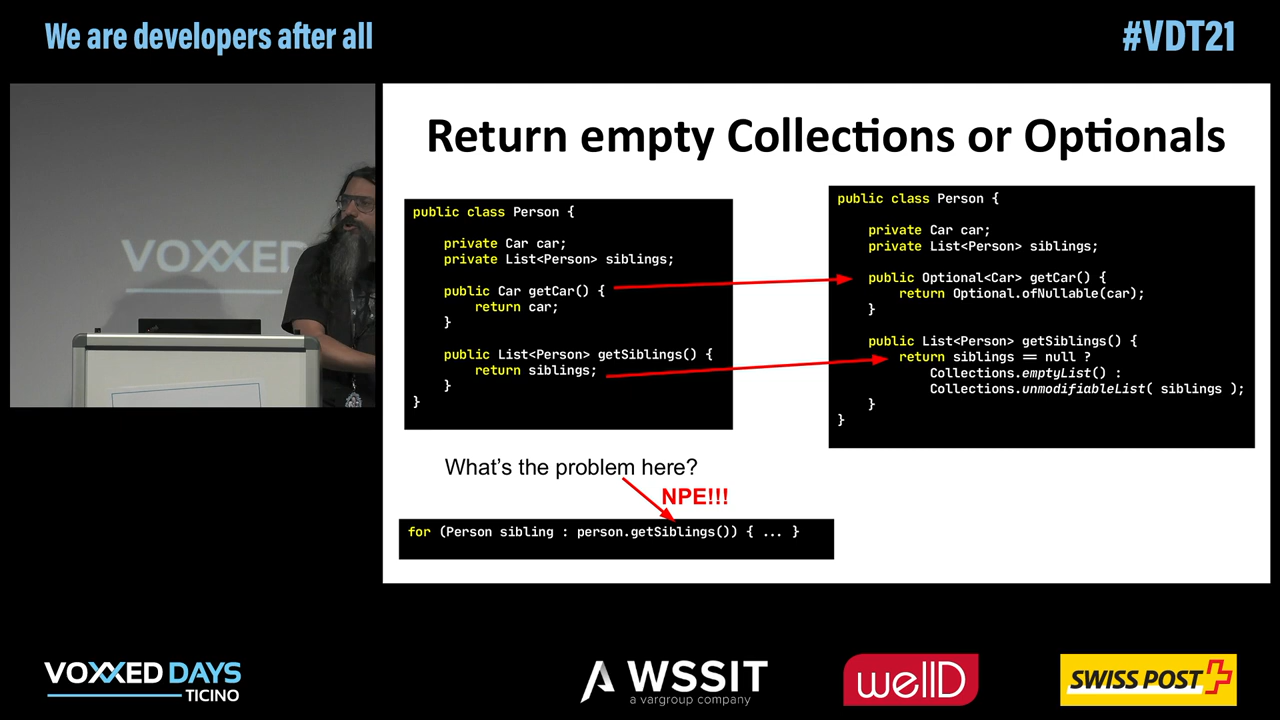 We are developers after all
#VDT21
VOXXED
Return empty Collections or Optionals
public class Person {
private Car car;
private List<Person> siblings;
public Car getCar() {
return car;
}
public List<Person> getSiblings() {
return siblings;
}
}
public class Person {
private Car car;
private List<Person> siblings;
public Optional<Car> getCar() {
return Optional.ofNullable(car);
}
public List<Person> getSiblings() {
return siblings == null ?
Collections.emptyList() :
Collections.unmodifiableList( siblings );
}
}
What's the problem here?
NPE!!!
for (Person sibling : person.getSiblings()) { ... }
VOXXED DAYS
TICINO
WSSIT
a vargroup company
wellD
SWISS POST